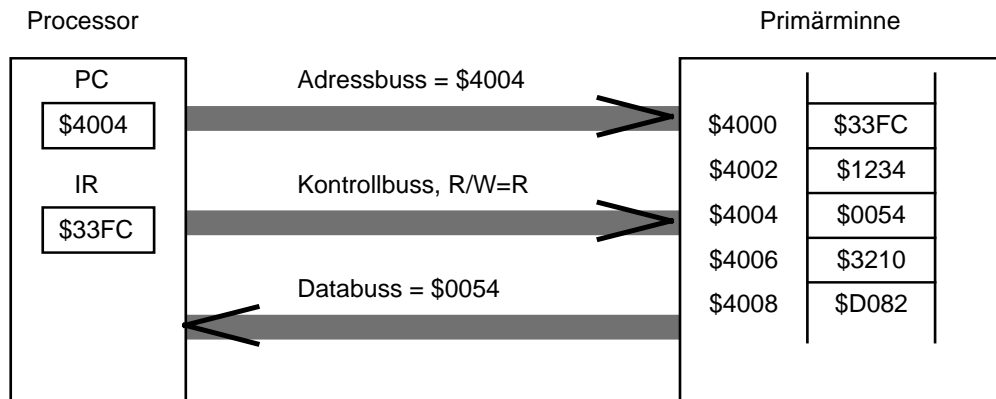 Processor
Primärminne
PC
$4004
IR
$33FC
Adressbuss = $4004
Kontrollbuss, R/W=R
Databuss = $0054
$4000 $33FC
$4002 $1234
$4004 $0054
$4006 $3210
$4008 $D082